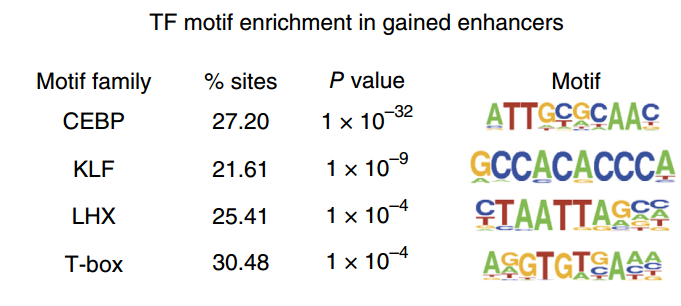 TF motif enrichment in gained enhancers
Motif family % sites P value Motif
CEBP 27.20 1 × 10⁻³² ATTGCGCAAC
KLF 21.61 1 × 10⁻⁹ GCCACACCCA
LHX 25.41 1 × 10⁻⁴ CTAATTAGCC
T-box 30.48 1 × 10⁻⁴ AGGTGTGAAA